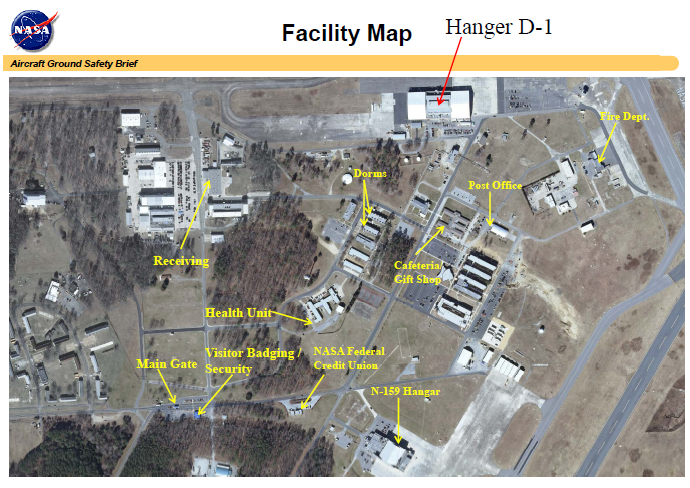 NASA
Facility Map
Hanger D-1
Aircraft Ground Safety Brief
Fire Dept.
Dorms
Post Office
Receiving
Cafeteria/
Gift Shop
Health Unit
Main Gate
Visitor Badging /
Security
NASA Federal
Credit Union
N-159 Hangar